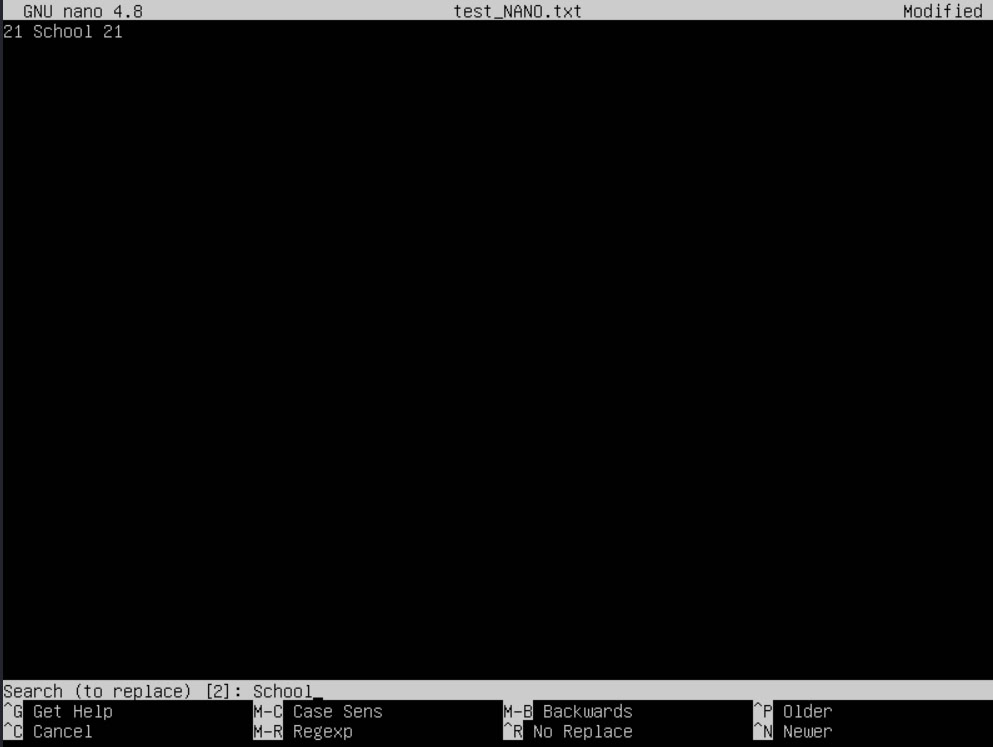 GNU nano 4.8 test_NANO.txt Modified
21 School 21
Search (to replace) [2]: School_
^G Get Help M-C Case Sens M-B Backwards ^P Older
^C Cancel M-R Regexp ^R No Replace ^N Newer